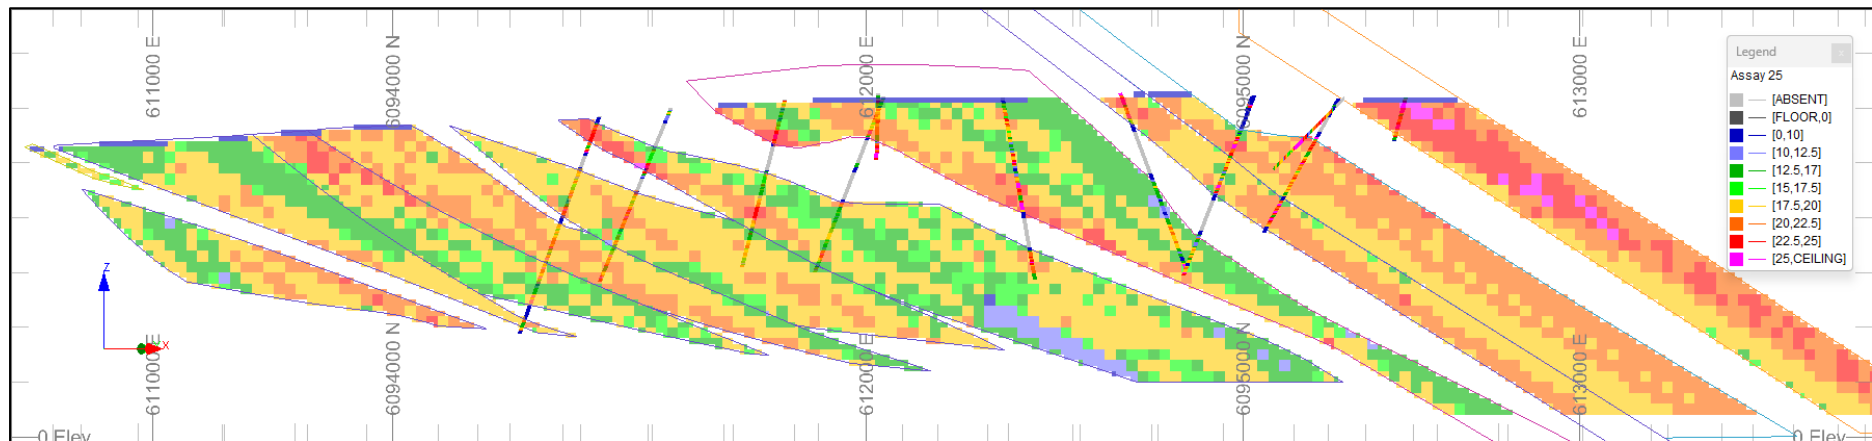 611000 E
6094000 N
612000 E
6095000 N
613000 E
Legend
x
Assay 25
[ABSENT]
[FLOOR,0]
[0,10]
[10,12.5]
[12.5,17]
[15,17.5]
[17.5,20]
[20,22.5]
[22.5,25]
[25,CEILING]
Z
X
611000 E
6094000 N
612000 E
6095000 N
613000 E
0 Elev
0 Elev